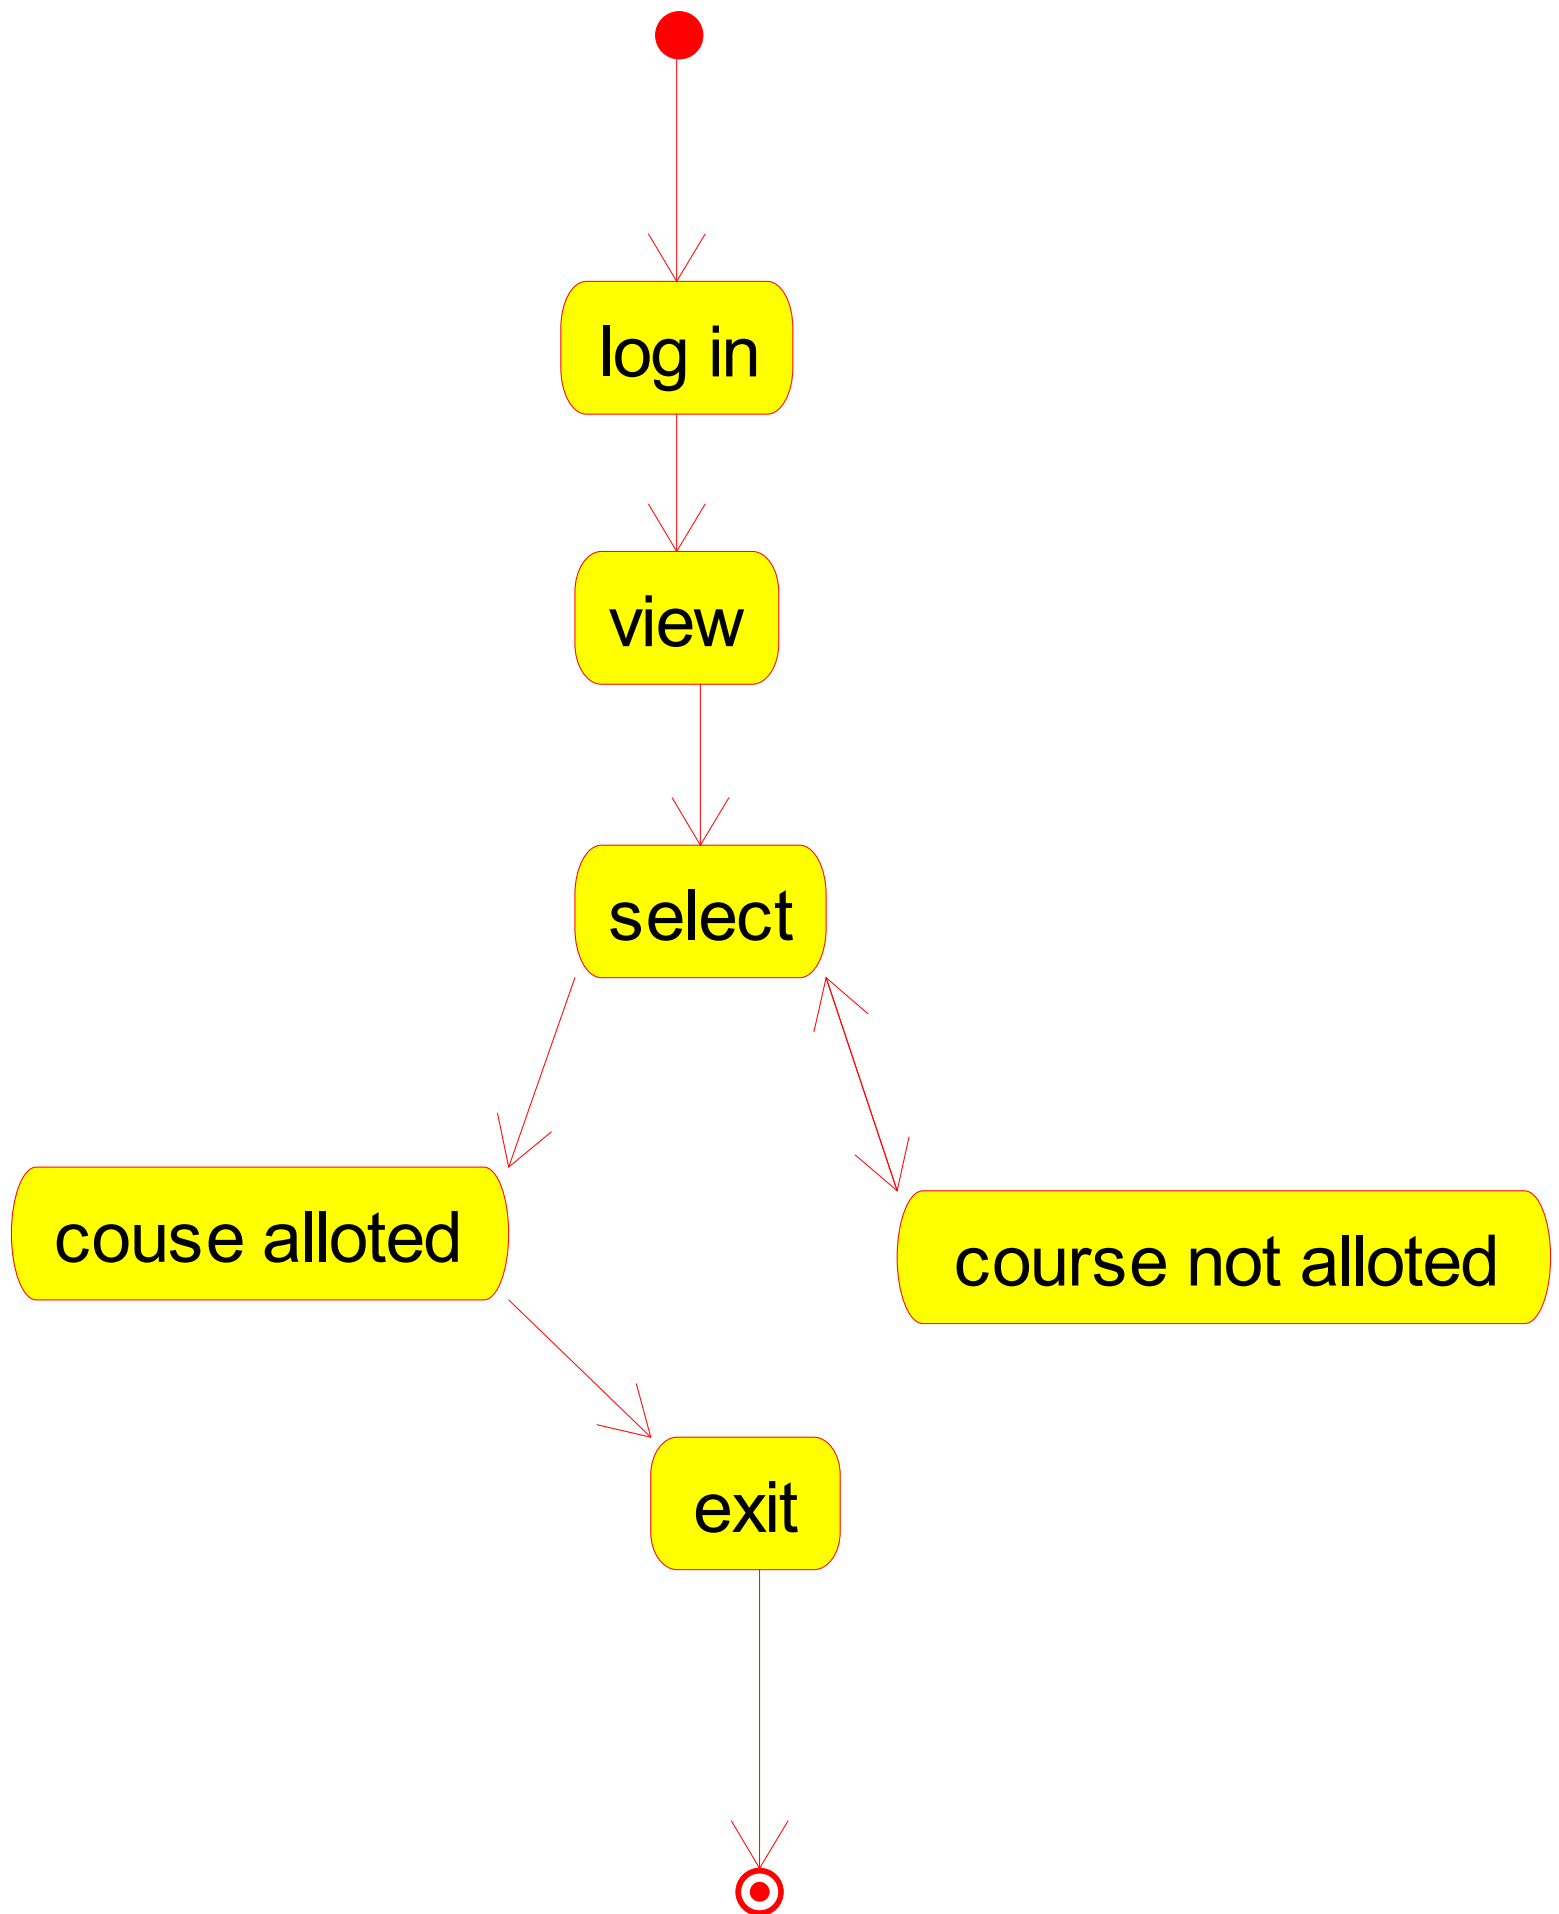 log in
view
select
couse alloted
course not alloted
exit